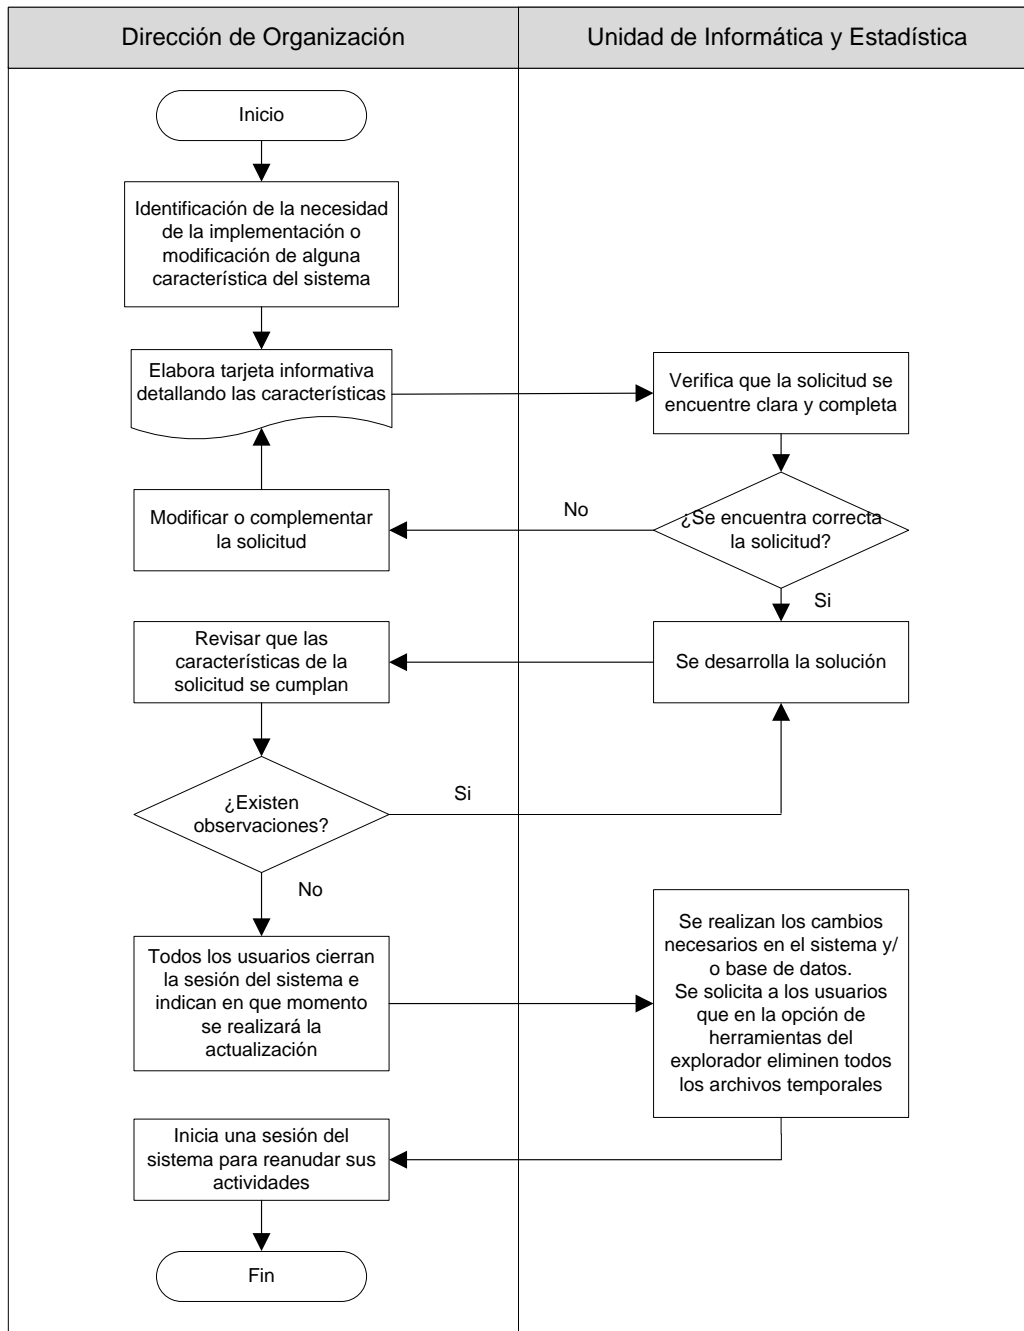 Dirección de Organización
Unidad de Informática y Estadística
Inicio
Identificación de la necesidad
de la implementación o
modificación de alguna
característica del sistema
Elabora tarjeta informativa
detallando las características
Verifica que la solicitud se
encuentre clara y completa
¿Se encuentra correcta
la solicitud?
No
Modificar o complementar
la solicitud
Si
Se desarrolla la solución
Revisar que las
características de la
solicitud se cumplan
¿Existen
observaciones?
Si
No
Todos los usuarios cierran
la sesión del sistema e
indican en que momento
se realizará la
actualización
Se realizan los cambios
necesarios en el sistema y/
o base de datos.
Se solicita a los usuarios
que en la opción de
herramientas del
explorador eliminen todos
los archivos temporales
Inicia una sesión del
sistema para reanudar sus
actividades
Fin